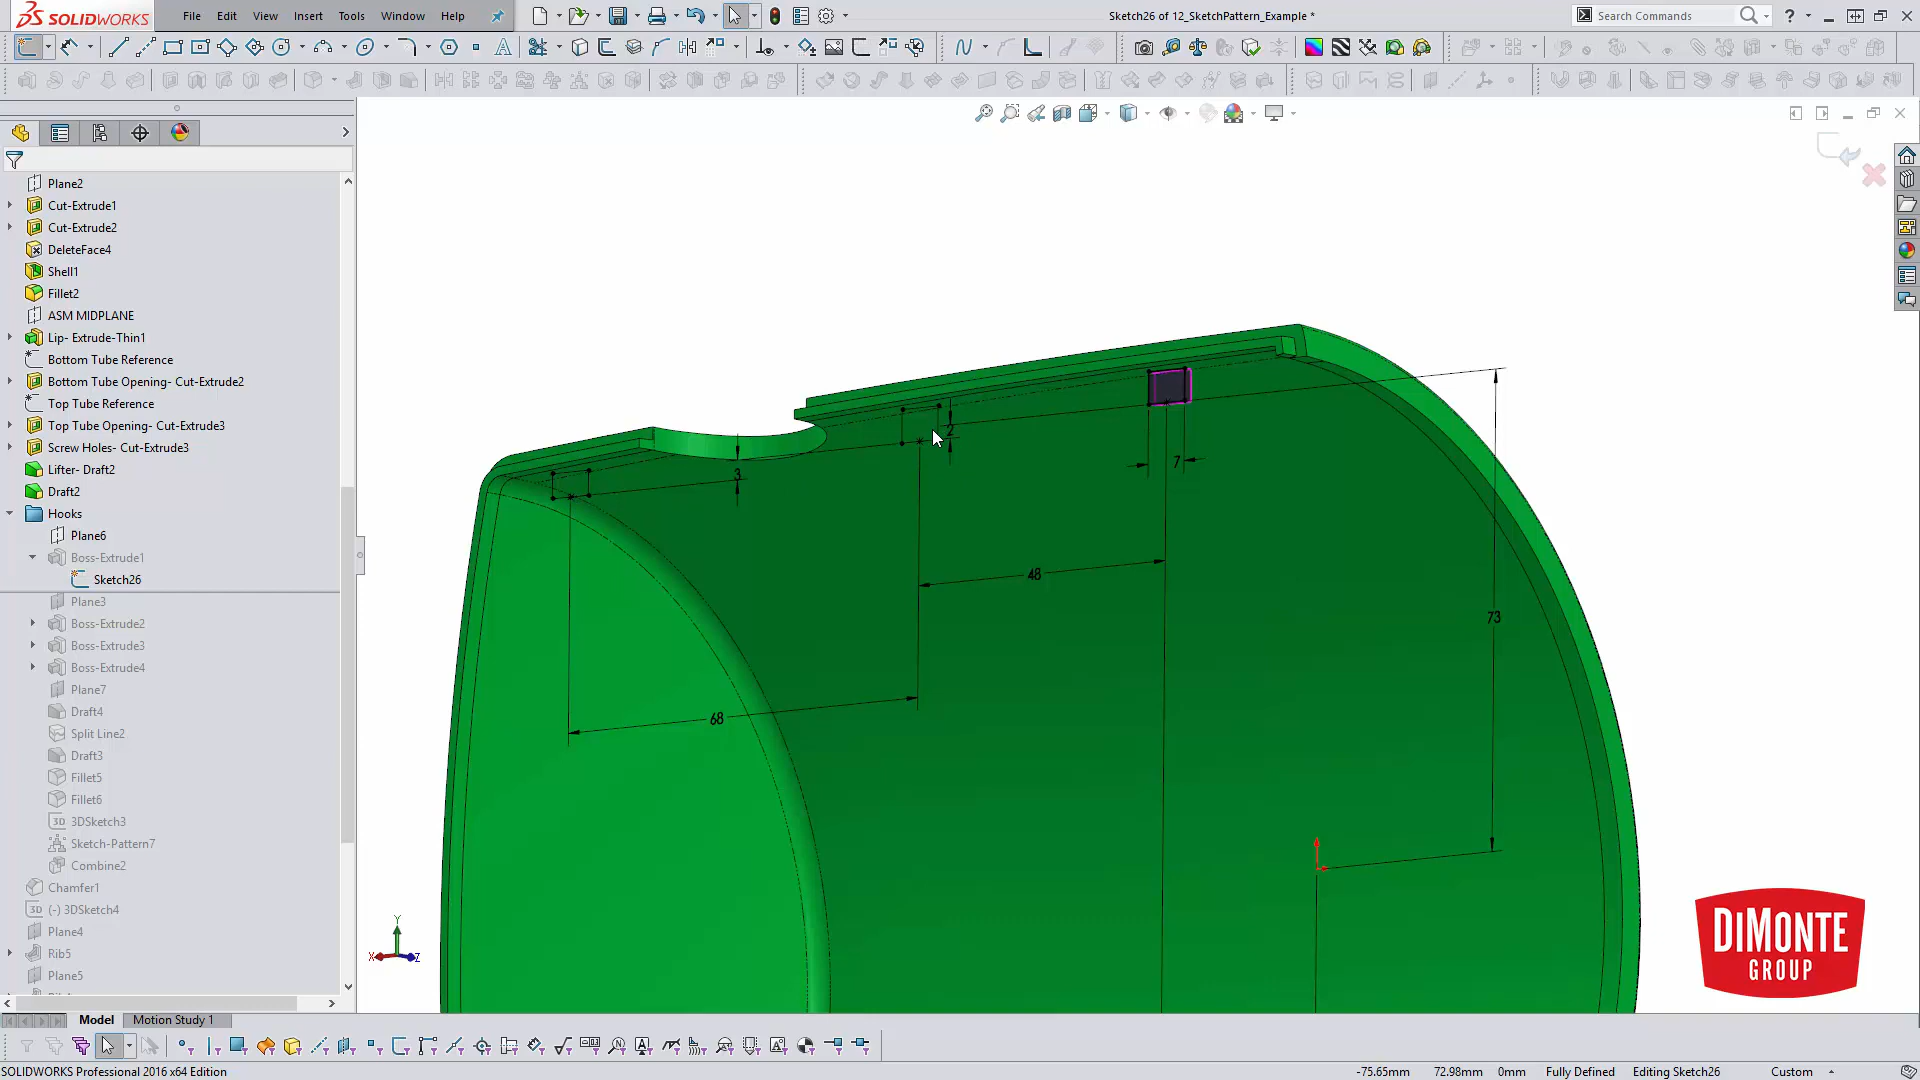 SOLIDWORKS
File Edit View Insert Tools Window Help
Sketch26 of 12_SketchPattern_Example *
Search Commands
Plane2
Cut-Extrude1
Cut-Extrude2
DeleteFace4
Shell1
Fillet2
ASM MIDPLANE
Lip- Extrude-Thin1
Bottom Tube Reference
Bottom Tube Opening- Cut-Extrude2
Top Tube Reference
Top Tube Opening- Cut-Extrude3
Screw Holes- Cut-Extrude3
Lifter- Draft2
Draft2
Hooks
Plane6
Boss-Extrude1
Sketch26
Plane3
Boss-Extrude2
Boss-Extrude3
Boss-Extrude4
Plane7
Draft4
Split Line2
Draft3
Fillet5
Fillet6
3D 3DSketch3
Sketch-Pattern7
Combine2
Chamfer1
3D (-) 3DSketch4
Plane4
Rib5
Plane5
2
3
7
48
73
68
Y
X Z
DIMONTE
GROUP
Model Motion Study 1
SOLIDWORKS Professional 2016 x64 Edition
-75.65mm 72.98mm 0mm Fully Defined Editing Sketch26 Custom